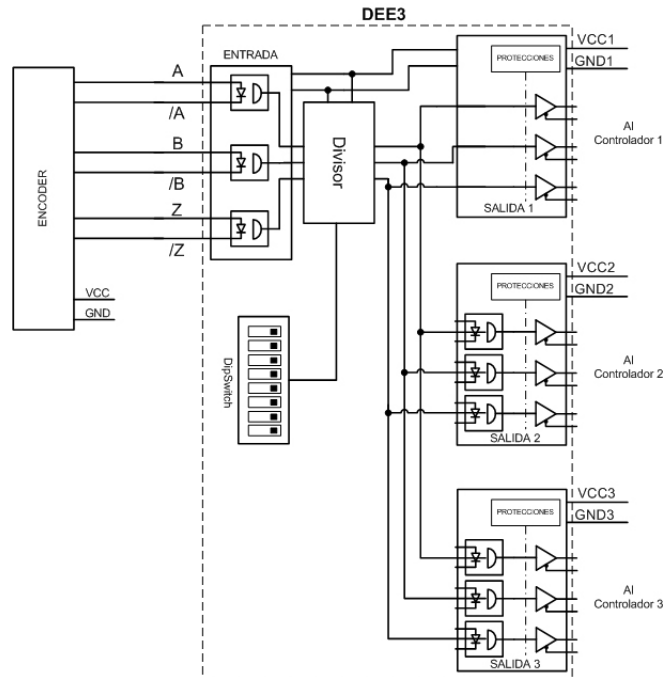 DEE3
ENTRADA
ENCODER
A
/A
B
/B
Z
/Z
VCC
GND
Divisor
DipSwitch
PROTECCIONES
VCC1
GND1
Al
Controlador 1
SALIDA 1
PROTECCIONES
VCC2
GND2
Al
Controlador 2
SALIDA 2
PROTECCIONES
VCC3
GND3
Al
Controlador 3
SALIDA 3